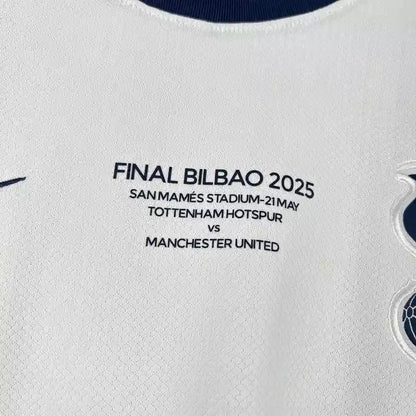 FINAL BILBAO 2025
SAN MAMÉS STADIUM-21 MAY
TOTTENHAM HOTSPUR
vs
MANCHESTER UNITED